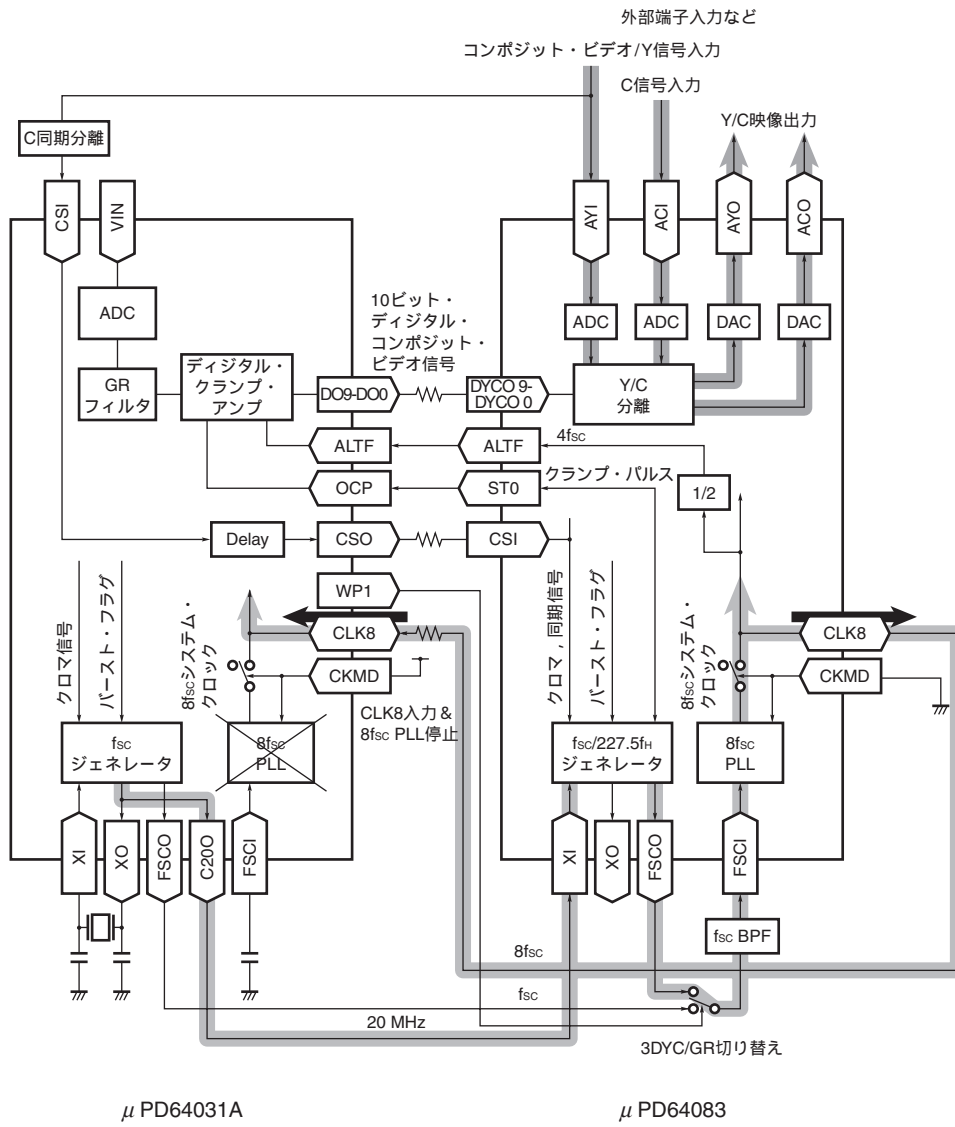 外部端子入力など
コンポジット・ビデオ/Y信号入力
C信号入力
Y/C映像出力
C同期分離
CSI
VIN
AYI
ACI
AYO
ACO
ADC
10ビット・
ディジタル・
コンポジット・
ビデオ信号
ADC
ADC
DAC
DAC
GR
フィルタ
ディジタル・
クランプ・
アンプ
DO9-DO0
DYCO 9-
DYCO 0
Y/C
分離
ALTF
ALTF
4fSC
クランプ・パルス
OCP
ST0
1/2
Delay
CSO
CSI
WP1
クロマ信号
バースト・フラグ
8fSCシステム・
クロック
CLK8
CKMD
クロマ，同期信号
バースト・フラグ
8fSCシステム・
クロック
CLK8
CKMD
CLK8入力 &
8fSC PLL停止
fSC
ジェネレータ
8fSC
PLL
fSC/227.5fH
ジェネレータ
8fSC
PLL
XI
XO
FSCO
C20O
FSCI
XI
XO
FSCO
FSCI
fSC BPF
8fSC
fSC
20 MHz
3DYC/GR切り替え
μ PD64031A
μ PD64083